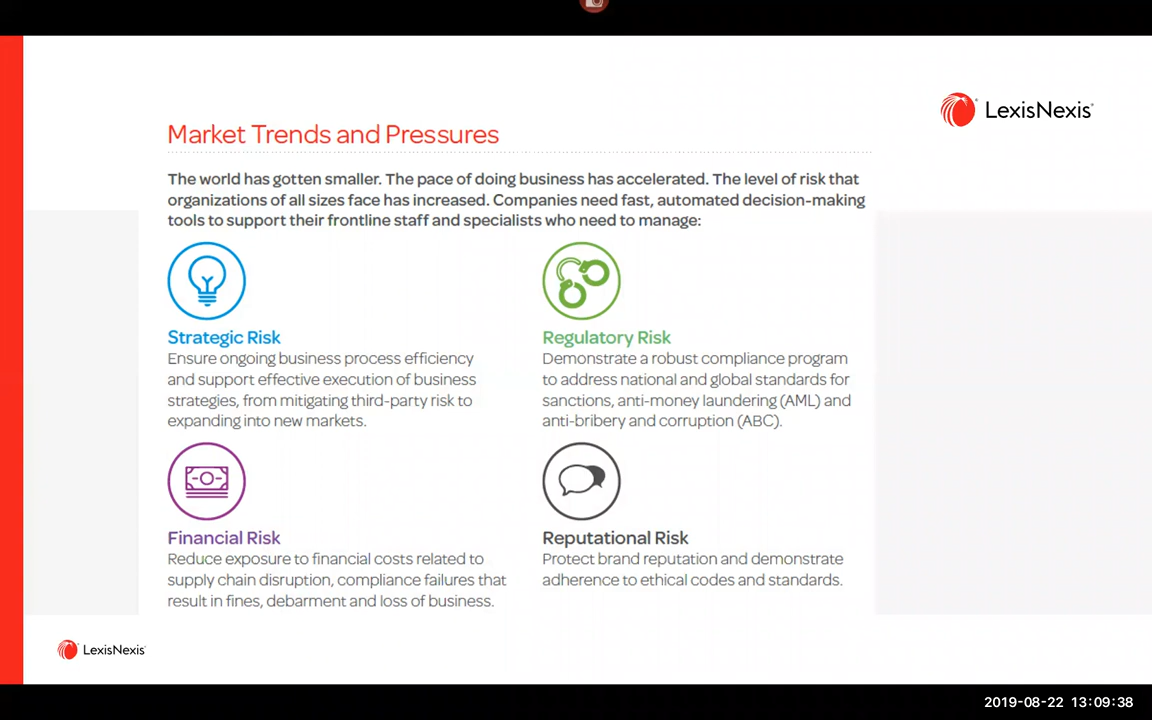 LexisNexis®
Market Trends and Pressures
The world has gotten smaller. The pace of doing business has accelerated. The level of risk that
organizations of all sizes face has increased. Companies need fast, automated decision-making
tools to support their frontline staff and specialists who need to manage:
Strategic Risk
Ensure ongoing business process efficiency
and support effective execution of business
strategies, from mitigating third-party risk to
expanding into new markets.
Regulatory Risk
Demonstrate a robust compliance program
to address national and global standards for
sanctions, anti-money laundering (AML) and
anti-bribery and corruption (ABC).
Financial Risk
Reduce exposure to financial costs related to
supply chain disruption, compliance failures that
result in fines, debarment and loss of business.
Reputational Risk
Protect brand reputation and demonstrate
adherence to ethical codes and standards.
LexisNexis®
2019-08-22 13:09:38